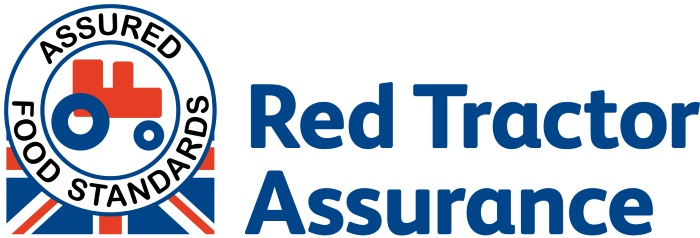 ASSURED
FOOD STANDARDS
Red Tractor
Assurance